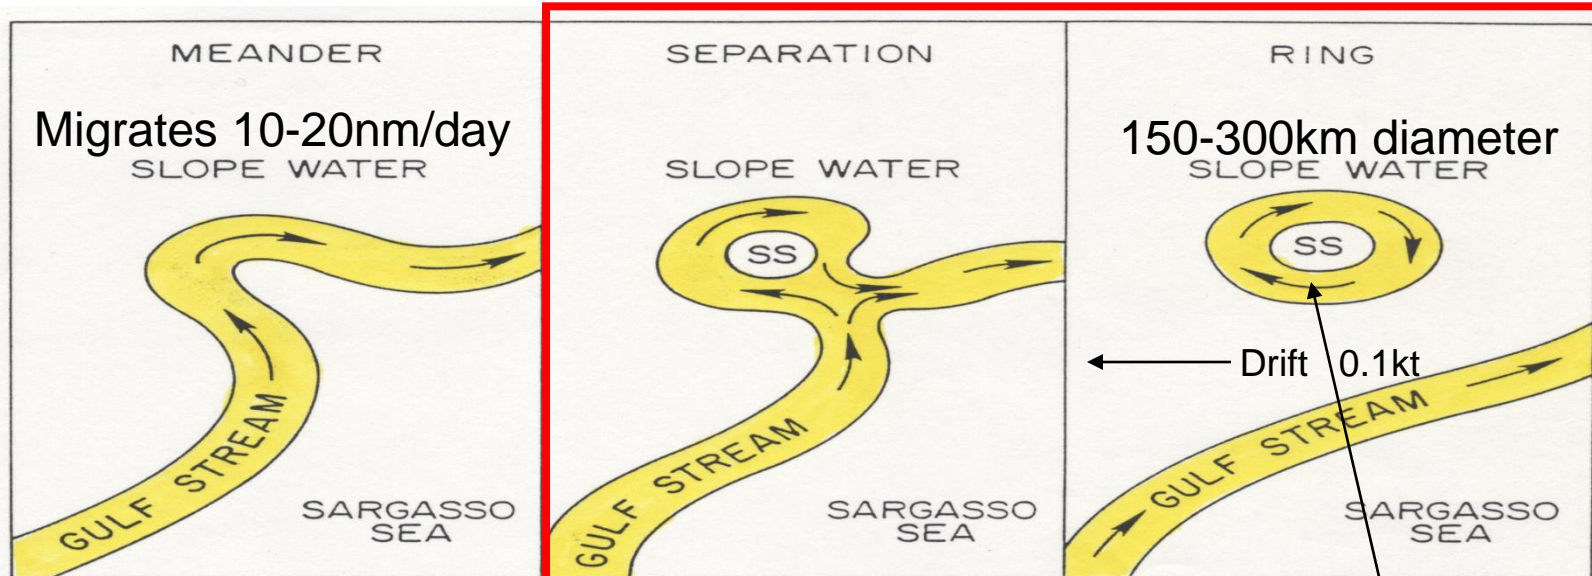 MEANDER
Migrates 10-20nm/day
SLOPE WATER
GULF STREAM
SARGASSO
SEA
SEPARATION
SLOPE WATER
SS
GULF STREAM
SARGASSO
SEA
RING
150-300km diameter
SLOPE WATER
SS
Drift 0.1kt
GULF STREAM
SARGASSO
SEA